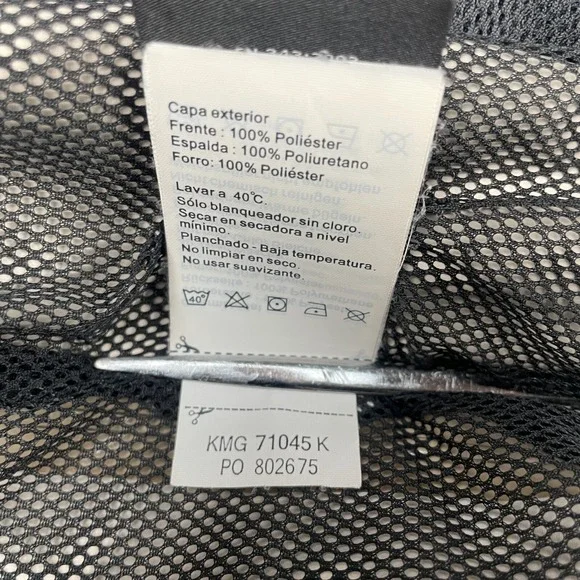 Capa exterior
Frente : 100% Poliéster
Espalda : 100% Poliuretano
Forro: 100% Poliéster
Lavar a 40°C.
Sólo blanqueador sin cloro.
Secar en secadora a nivel
mínimo.
Planchado - Baja temperatura.
No limpiar en seco.
No usar suavizante.
40°
KMG 71045 K
PO 802675